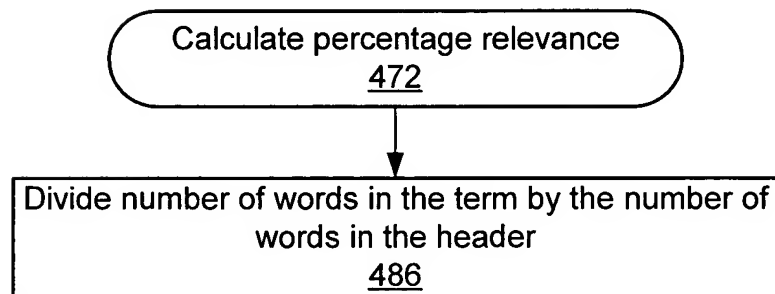 Calculate percentage relevance
472
Divide number of words in the term by the number of
words in the header
486